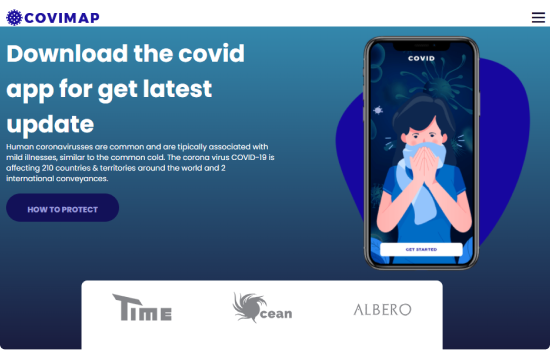 COVIMAP
Download the covid
app for get latest
update
Human coronavirusses are common and are tipically associated with
mild illnesses, similar to the common cold. The corona virus COVID-19 is
affecting 210 countries & territories around the world and 2
international conveyances.
HOW TO PROTECT
COVID
GET STARTED
TIME
Ocean
ALBERO